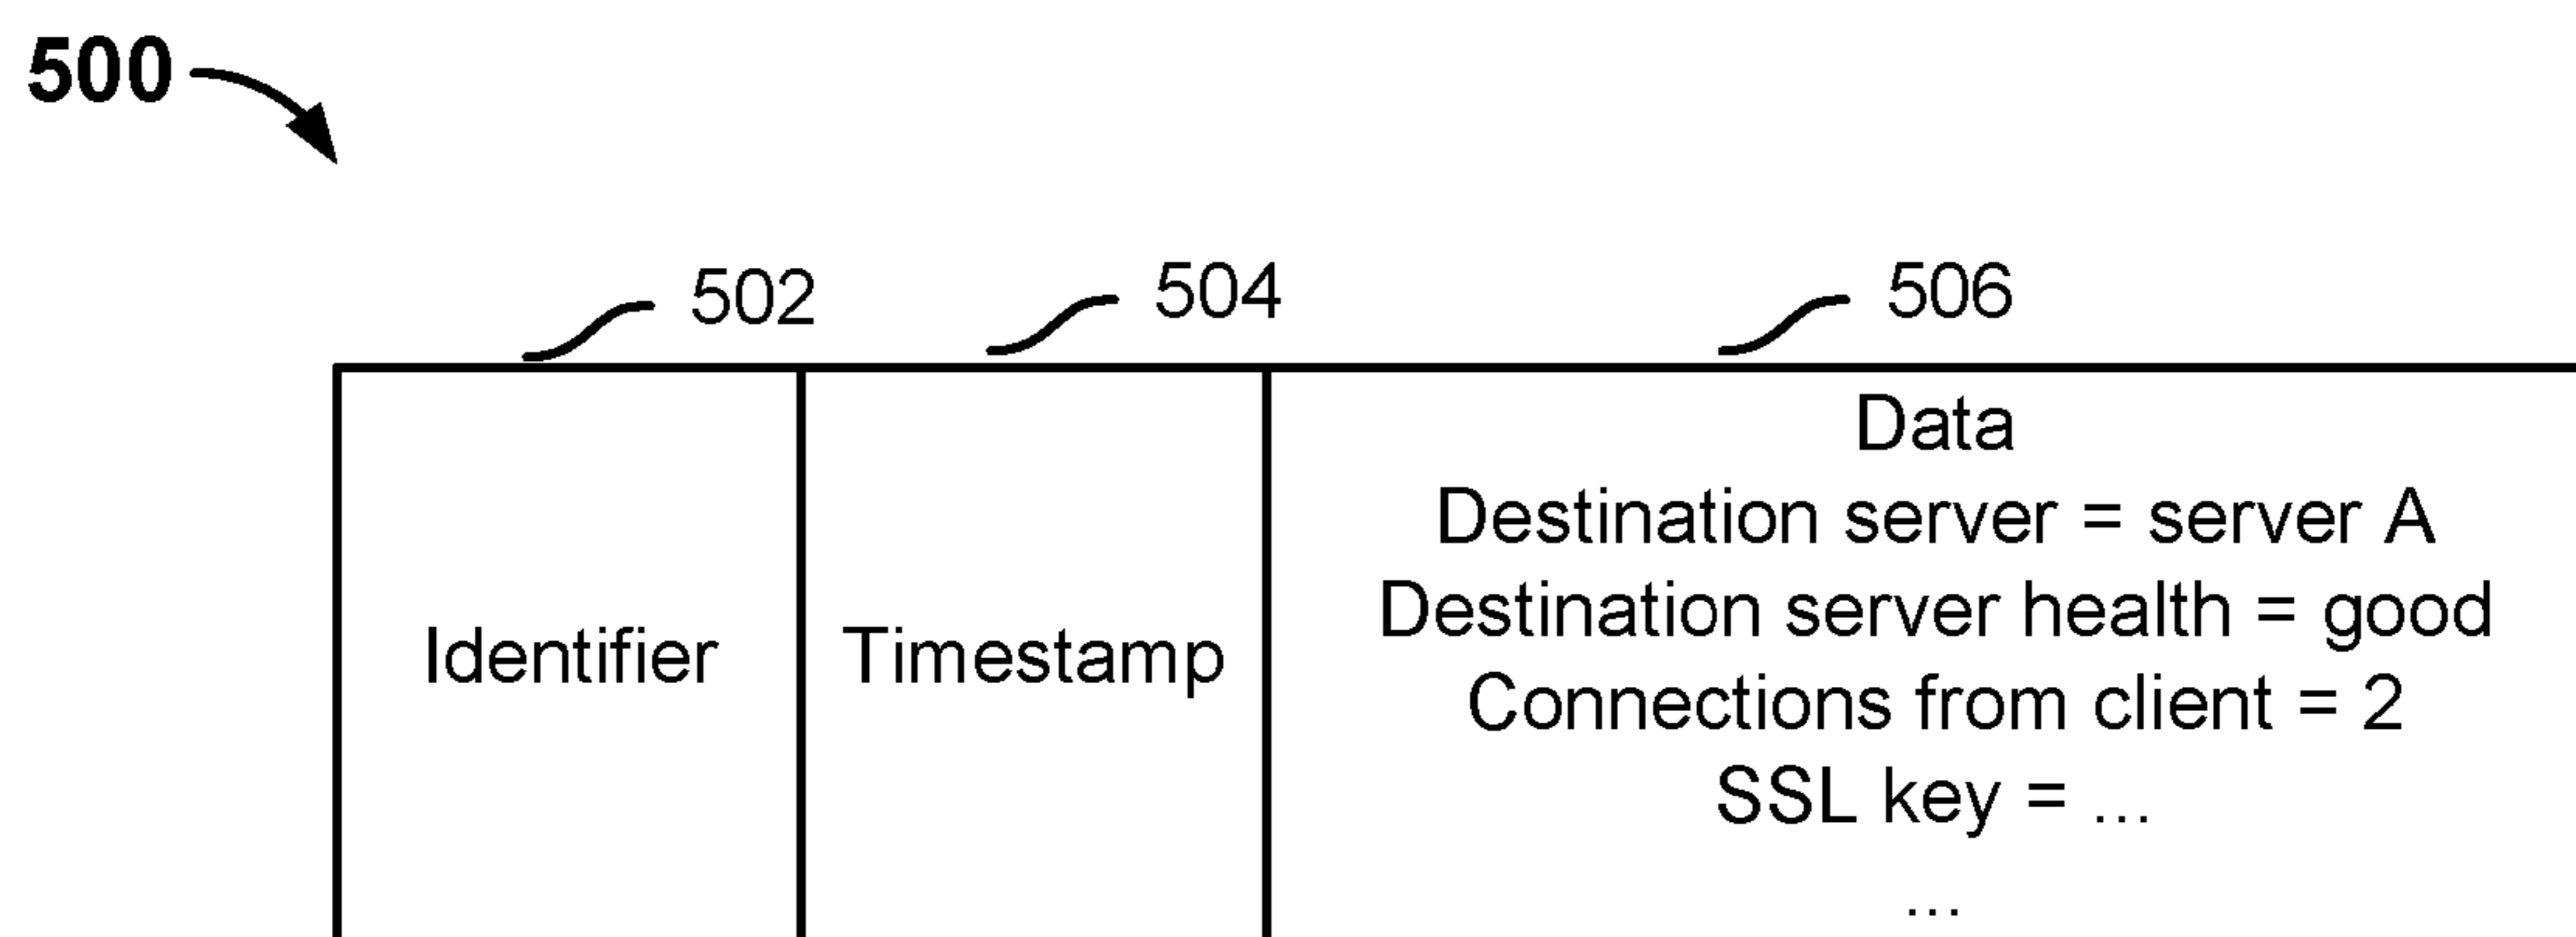 500
502
504
506
Identifier
Timestamp
Data
Destination server = server A
Destination server health = good
Connections from client = 2
SSL key = ...
...